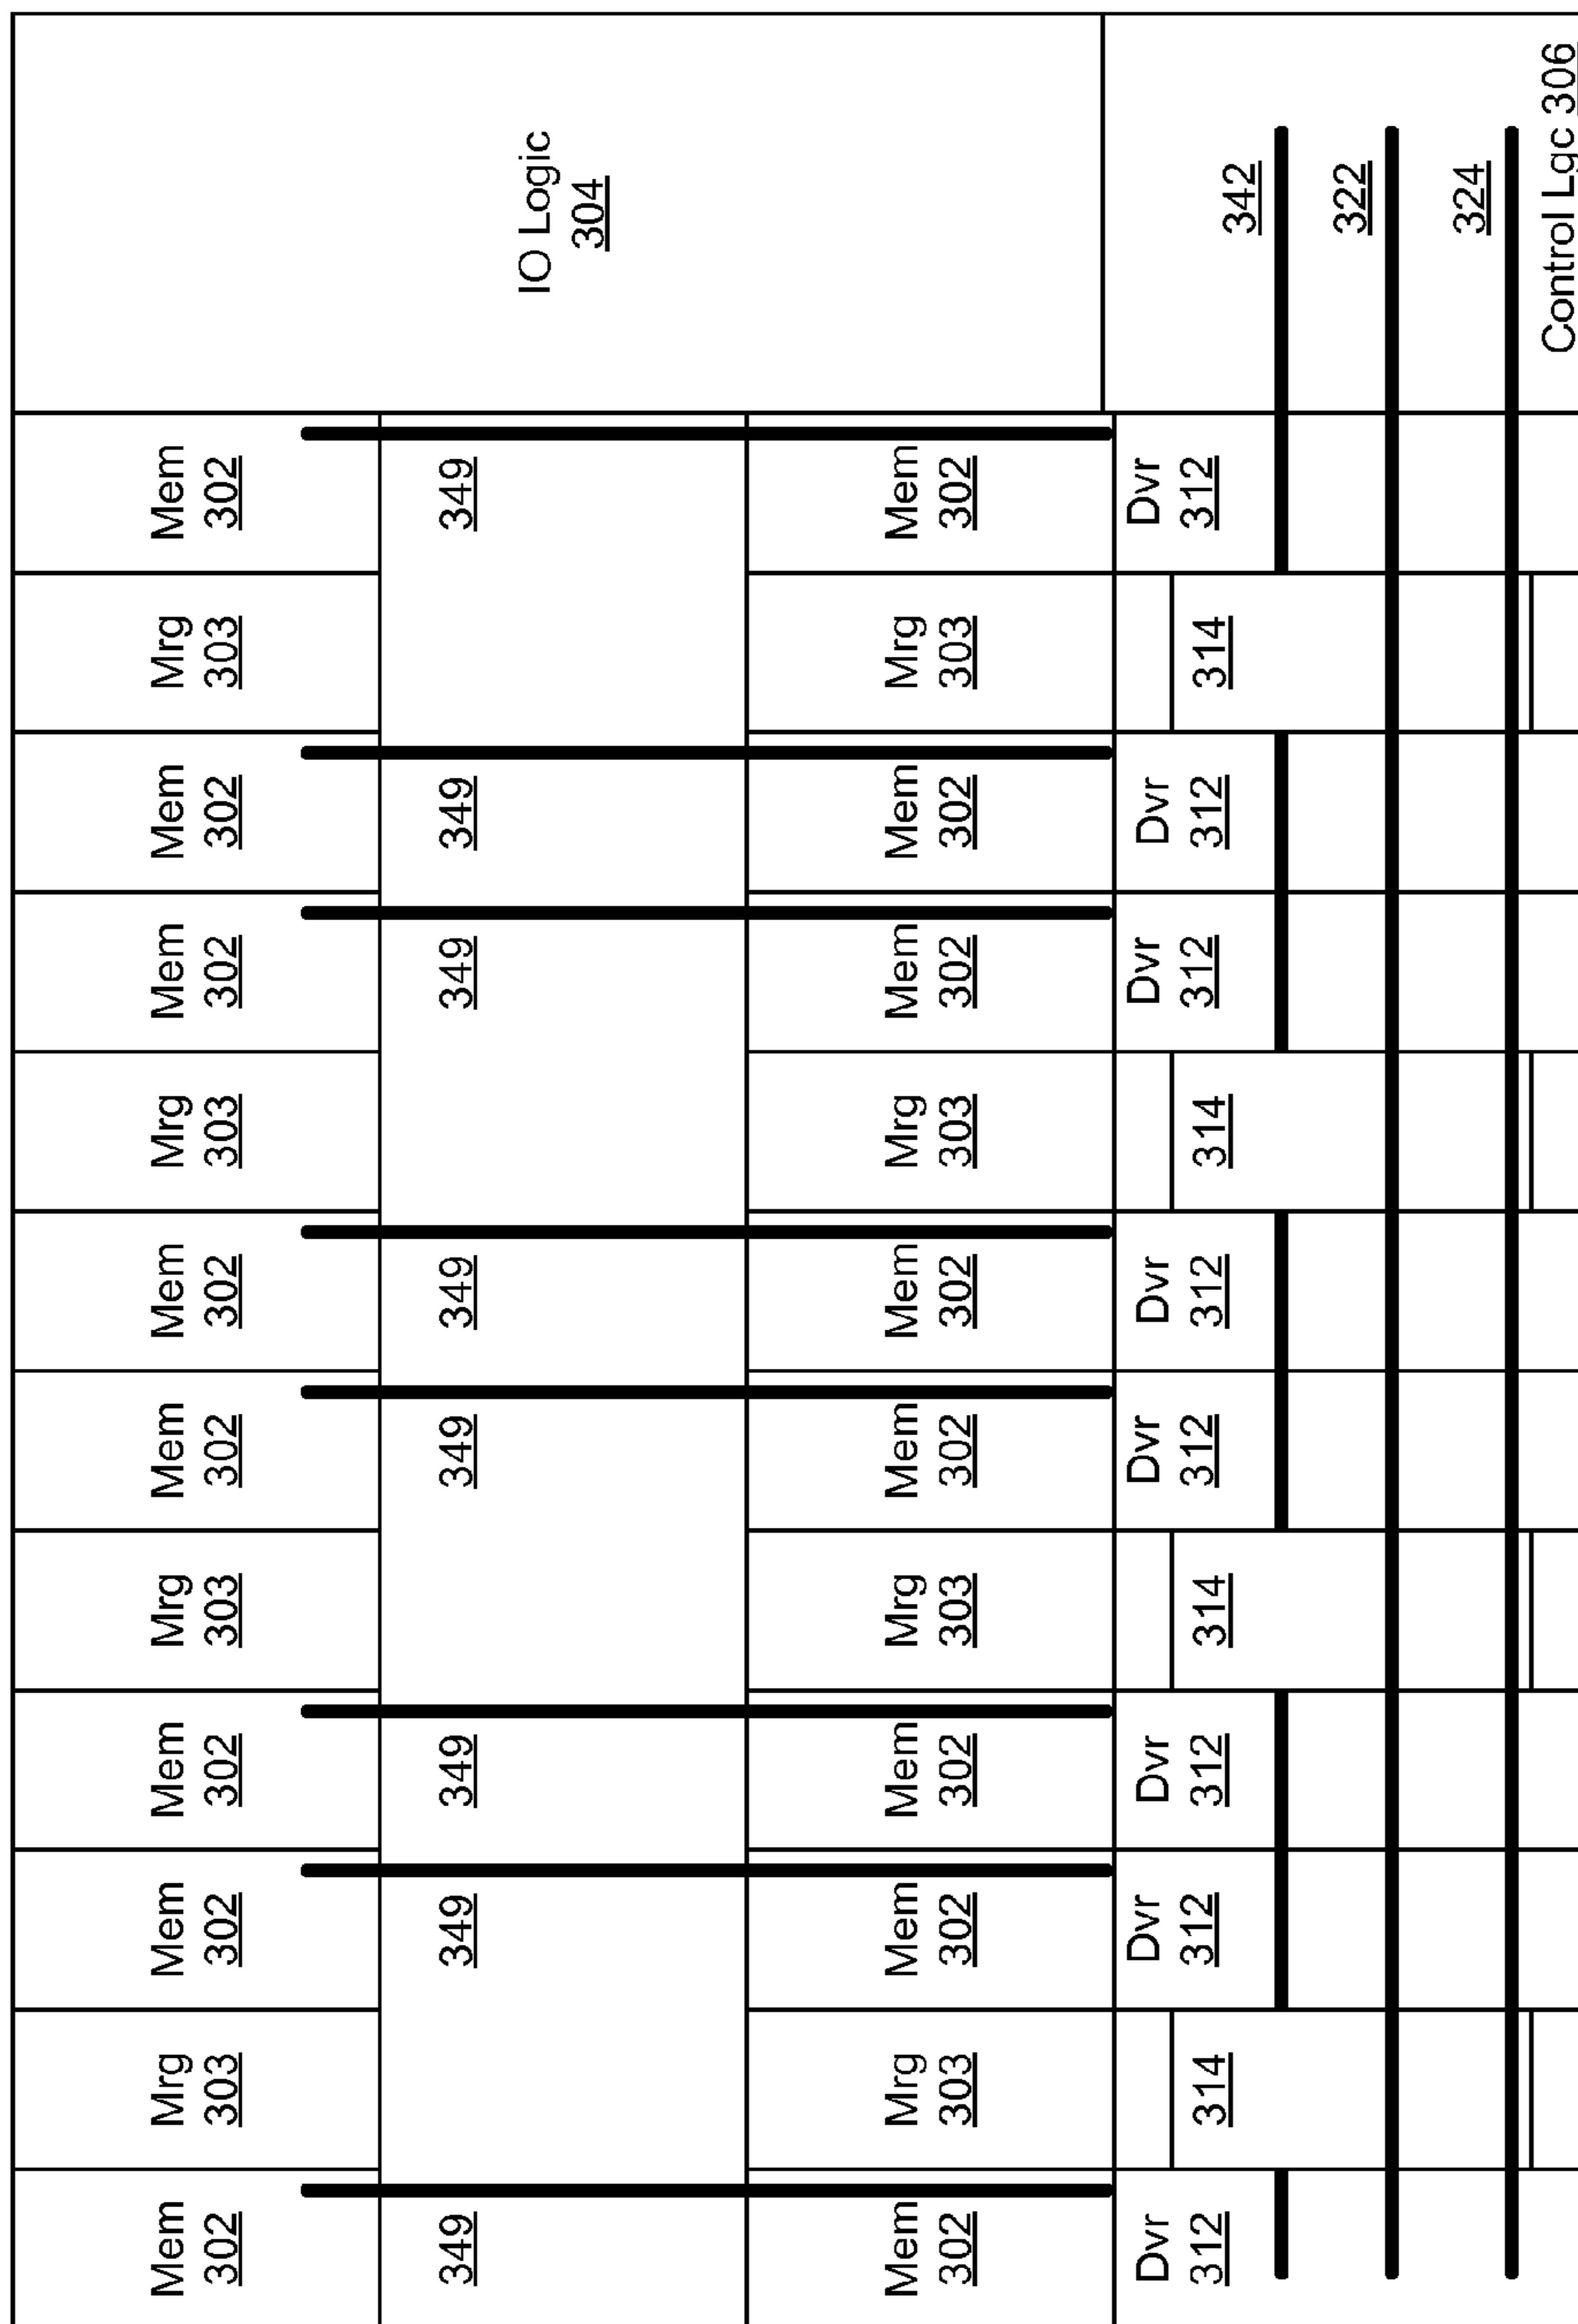 Mem Mrg Mem Mem Mrg Mem Mem Mrg Mem Mem Mrg Mem
302 303 302 302 303 302 302 303 302 302 303 302
349 349 349 349 349 349 349 349
IO Logic
304
Mem Mrg Mem Mem Mrg Mem Mem Mrg Mem Mem Mrg Mem
302 303 302 302 303 302 302 303 302 302 303 302
Dvr Dvr Dvr Dvr Dvr Dvr Dvr Dvr
312 314 312 312 314 312 312 314 312 312 314 312
342
322
324
Control Lgc 306